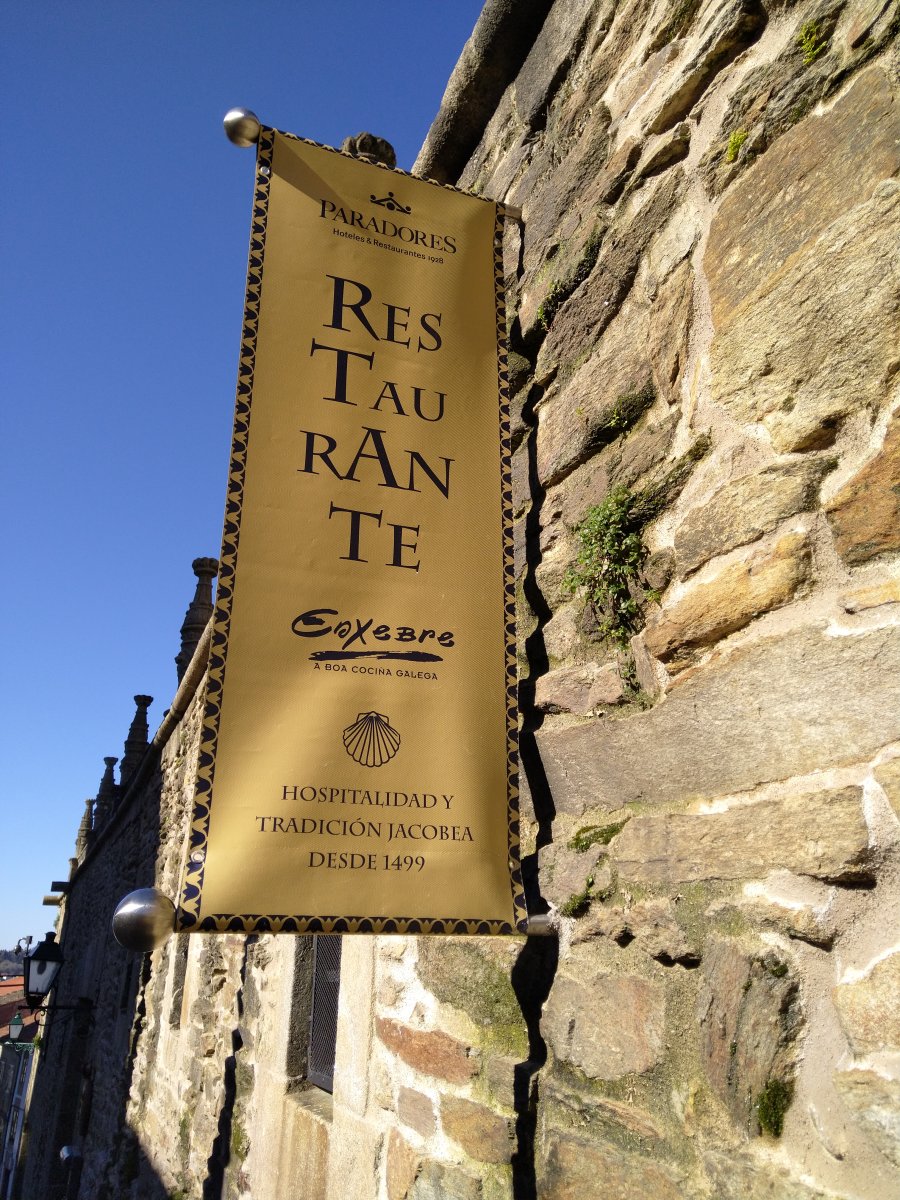 PARADORES
Hoteles & Restaurantes 1928
RES
TAU
RAN
TE
Enxebre
A BOA COCIÑA GALEGA
HOSPITALIDAD Y
TRADICIÓN JACOBEA
DESDE 1499